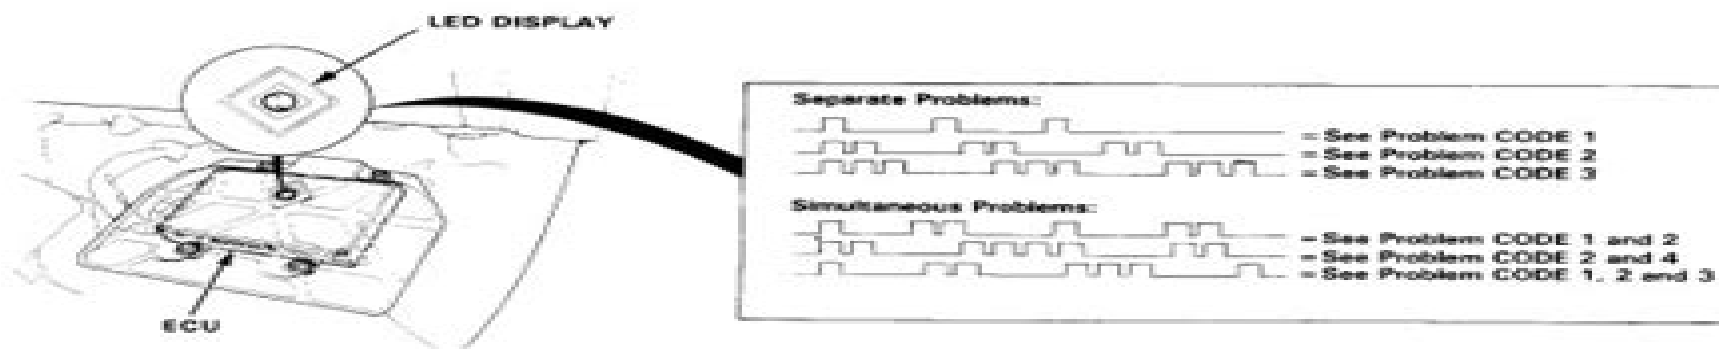 LED DISPLAY
ECU
Separate Problems:
=See Problem CODE 1
=See Problem CODE 2
=See Problem CODE 3
Simultaneous Problems:
=See Problem CODE 1 and 2
=See Problem CODE 2 and 4
=See Problem CODE 1, 2 and 3